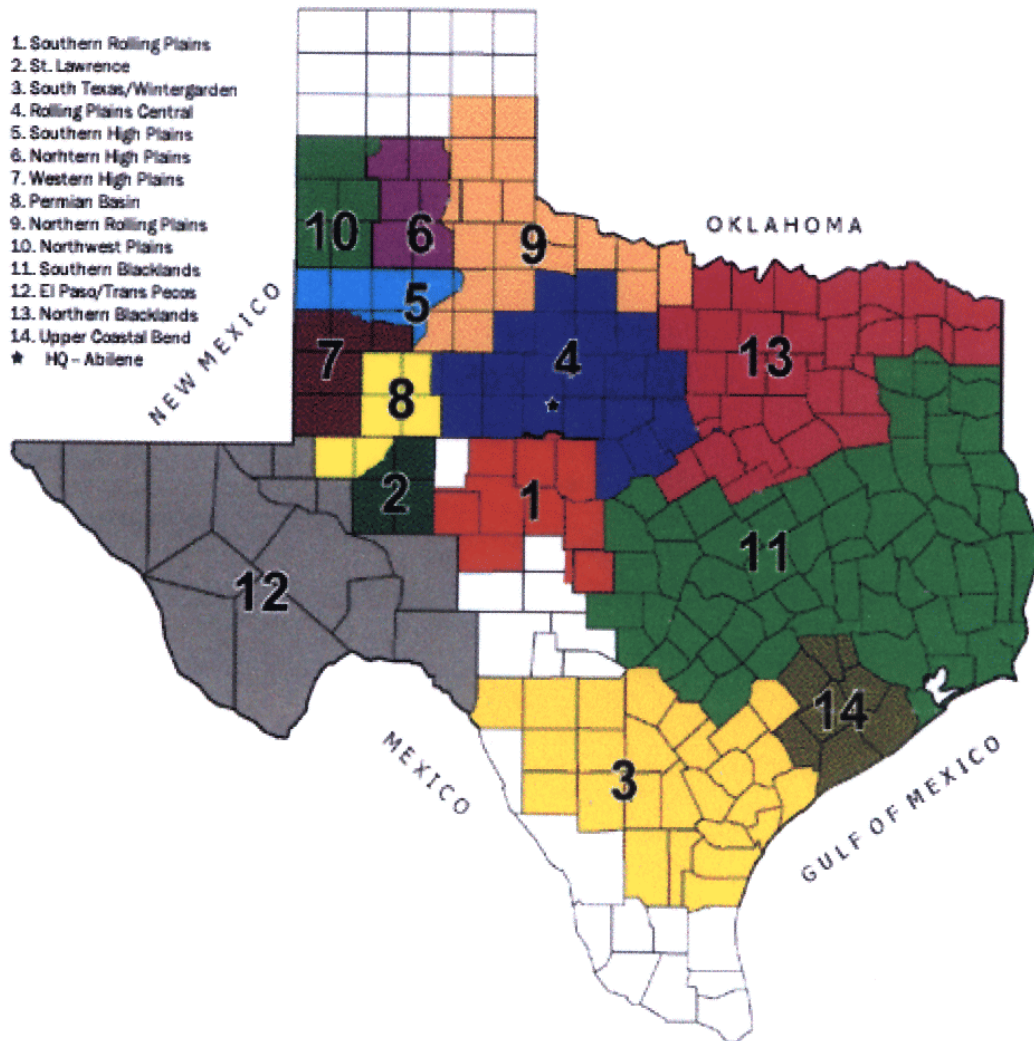 1. Southern Rolling Plains
2. St. Lawrence
3. South Texas/Wintergarden
4. Rolling Plains Central
5. Southern High Plains
6. Norhtern High Plains
7. Western High Plains
8. Permian Basin
9. Northern Rolling Plains
10. Northwest Plains
11. Southern Blacklands
12. El Paso/Trans Pecos
13. Northern Blacklands
14. Upper Coastal Bend
★ HQ – Abilene
OKLAHOMA
NEW MEXICO
MEXICO
GULF OF MEXICO
10
6
9
5
7
8
4
13
2
1
11
12
14
3